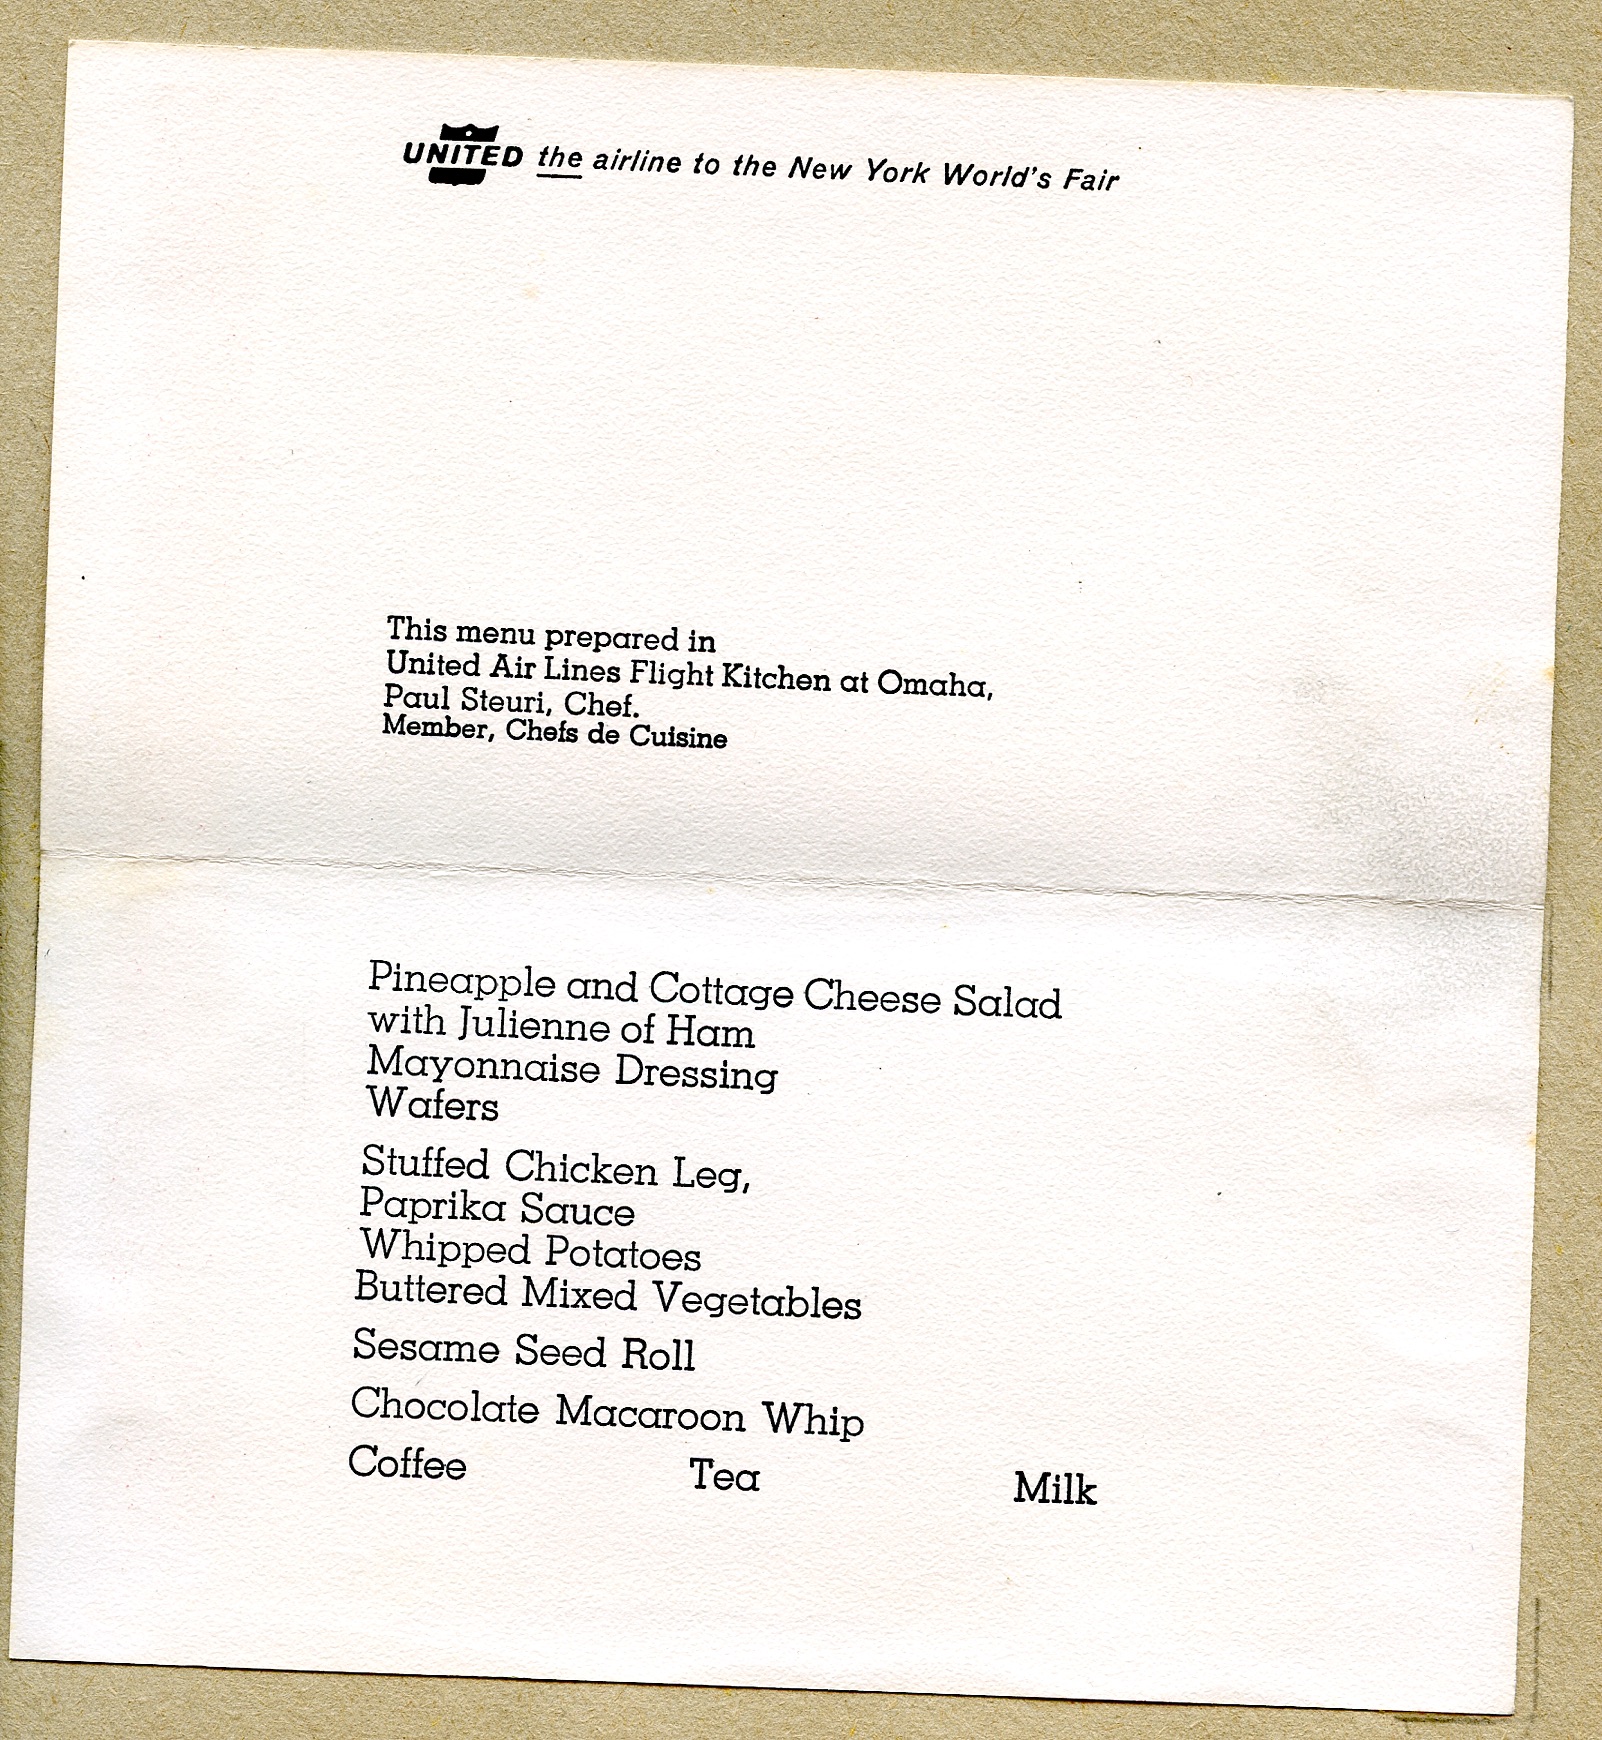 UNITED the airline to the New York World's Fair
This menu prepared in
United Air Lines Flight Kitchen at Omaha,
Paul Steuri, Chef.
Member, Chefs de Cuisine
Pineapple and Cottage Cheese Salad
with Julienne of Ham
Mayonnaise Dressing
Wafers
Stuffed Chicken Leg,
Paprika Sauce
Whipped Potatoes
Buttered Mixed Vegetables
Sesame Seed Roll
Chocolate Macaroon Whip
Coffee Tea Milk